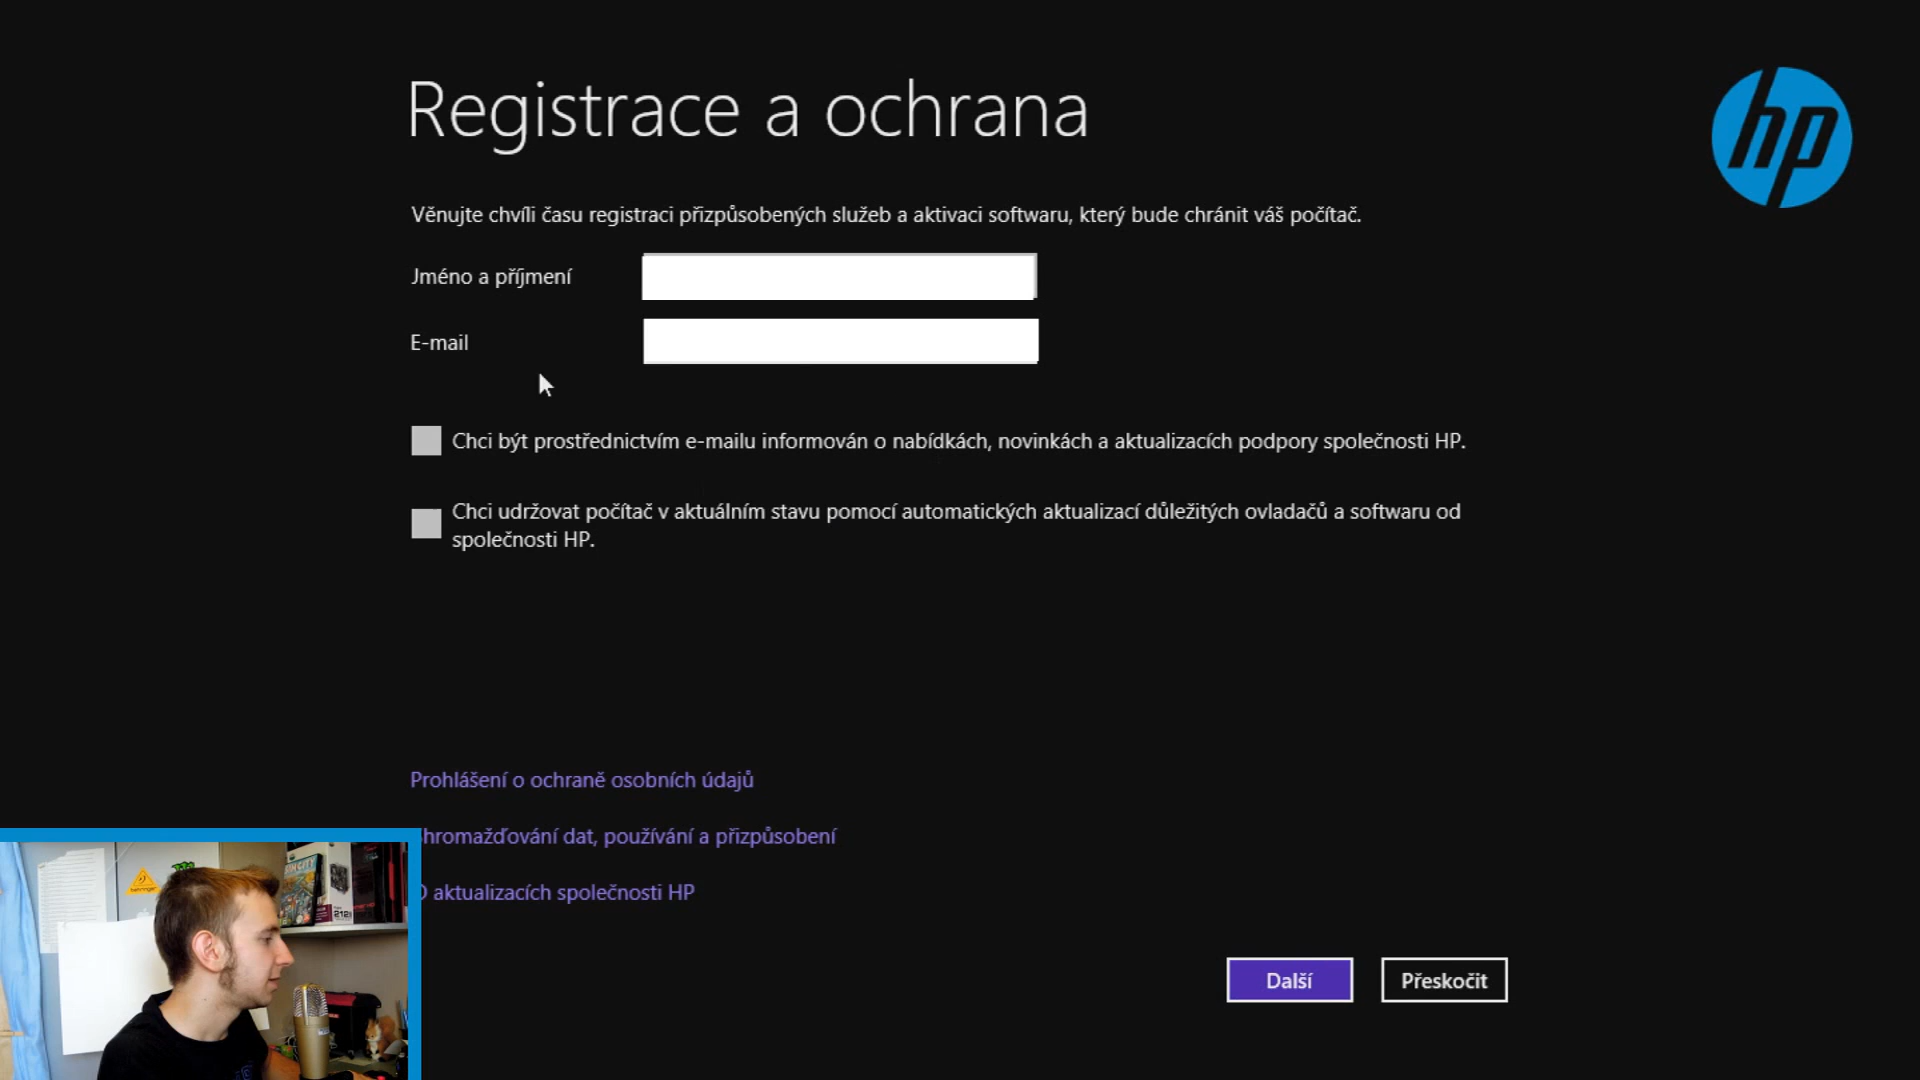 Registrace a ochrana
hp
Věnujte chvíli času registraci přizpůsobených služeb a aktivaci softwaru, který bude chránit váš počítač.
Jméno a příjmení
E-mail
Chci být prostřednictvím e-mailu informován o nabídkách, novinkách a aktualizacích podpory společnosti HP.
Chci udržovat počítač v aktuálním stavu pomocí automatických aktualizací důležitých ovladačů a softwaru od
společnosti HP.
Prohlášení o ochraně osobních údajů
hromažďování dat, používání a přizpůsobení
O aktualizacích společnosti HP
behringer
212
Další
Přeskočit